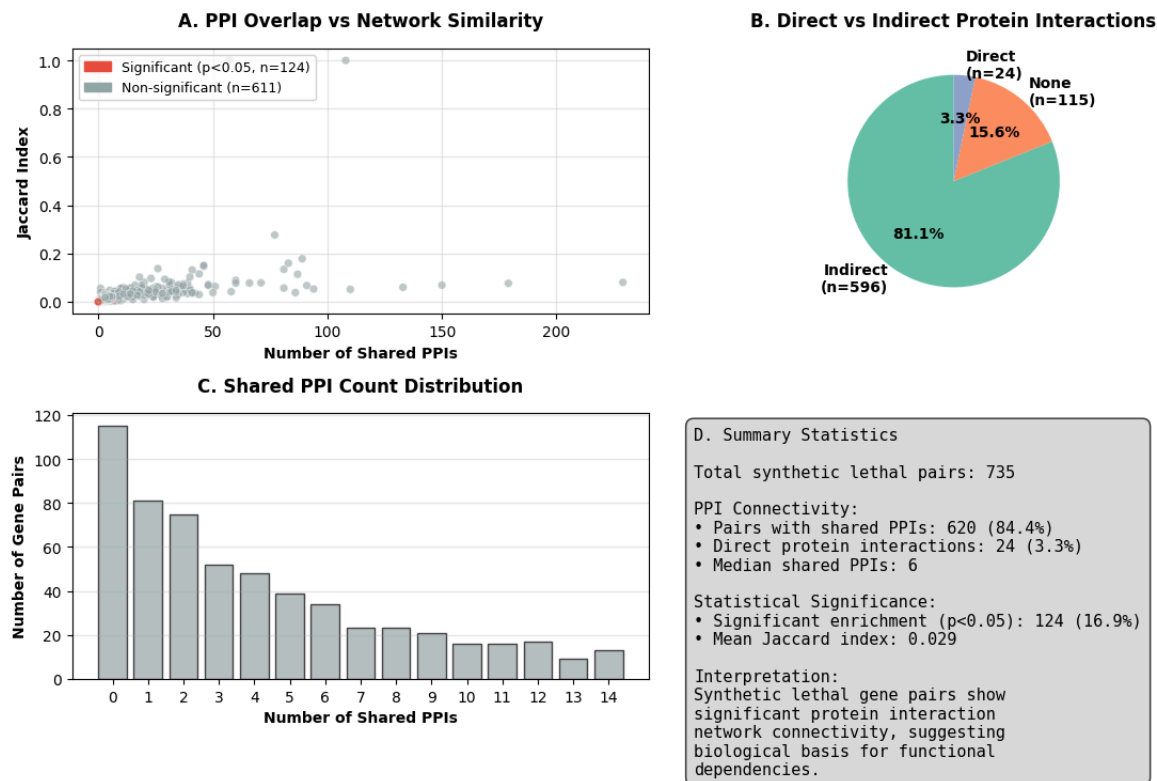 A. PPI Overlap vs Network Similarity
Significant (p<0.05, n=124)
Non-significant (n=611)
Jaccard Index
1.0
0.8
0.6
0.4
0.2
0.0
0
50
100
150
200
Number of Shared PPIs
B. Direct vs Indirect Protein Interactions
Direct
(n=24)
None
(n=115)
3.3%
15.6%
81.1%
Indirect
(n=596)
C. Shared PPI Count Distribution
Number of Gene Pairs
120
100
80
60
40
20
0
0
1
2
3
4
5
6
7
8
9
10
11
12
13
14
Number of Shared PPIs
D. Summary Statistics
Total synthetic lethal pairs: 735
PPI Connectivity:
• Pairs with shared PPIs: 620 (84.4%)
• Direct protein interactions: 24 (3.3%)
• Median shared PPIs: 6
Statistical Significance:
• Significant enrichment (p<0.05): 124 (16.9%)
• Mean Jaccard index: 0.029
Interpretation:
Synthetic lethal gene pairs show
significant protein interaction
network connectivity, suggesting
biological basis for functional
dependencies.